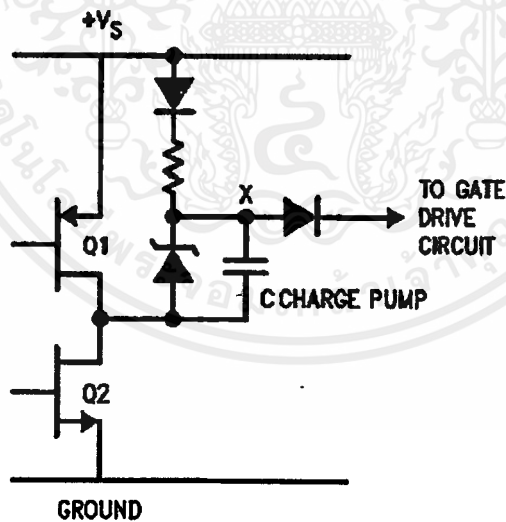 +VS
X
TO GATE
DRIVE
CIRCUIT
Q1
C CHARGE PUMP
Q2
GROUND